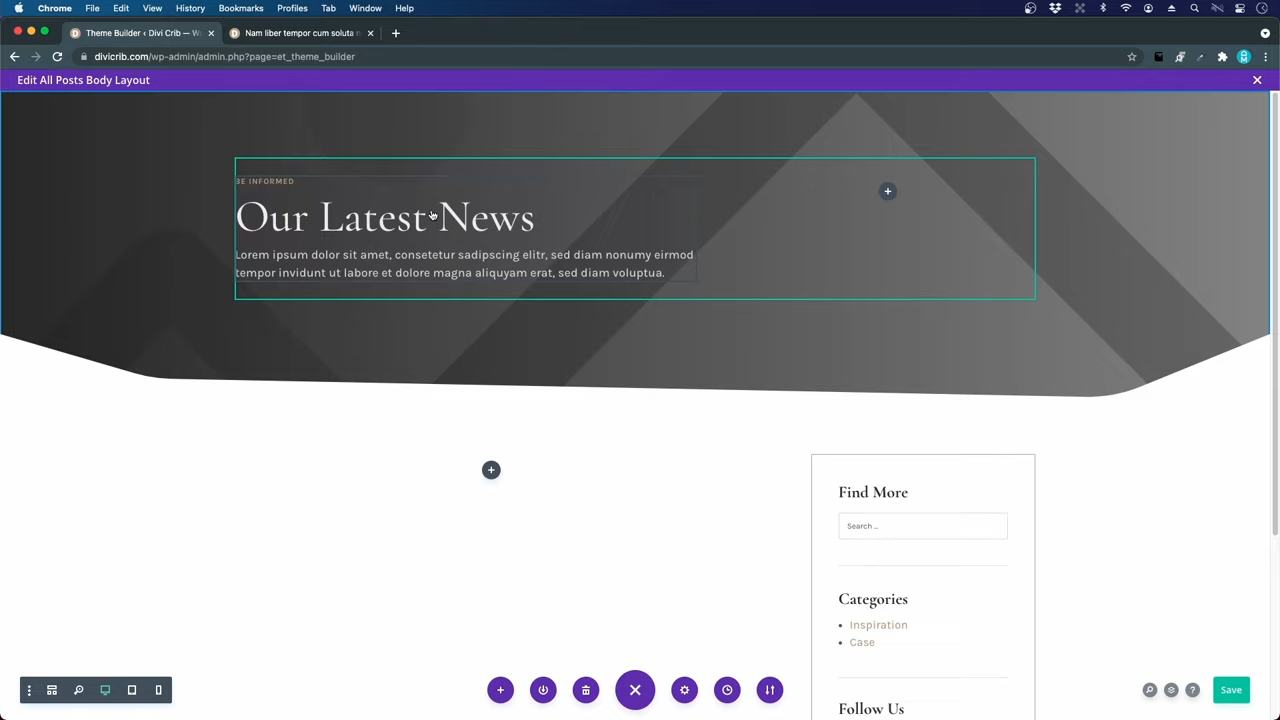 Chrome File Edit View History Bookmarks Profiles Tab Window Help
Theme Builder ‹ Divi Crib — W
Nam liber tempor cum soluta n
divicrib.com/wp-admin/admin.php?page=et_theme_builder
Edit All Posts Body Layout
BE INFORMED
Our Latest News
Lorem ipsum dolor sit amet, consetetur sadipscing elitr, sed diam nonumy eirmod
tempor invidunt ut labore et dolore magna aliquyam erat, sed diam voluptua.
Find More
Search ...
Categories
Inspiration
Case
Follow Us
Save